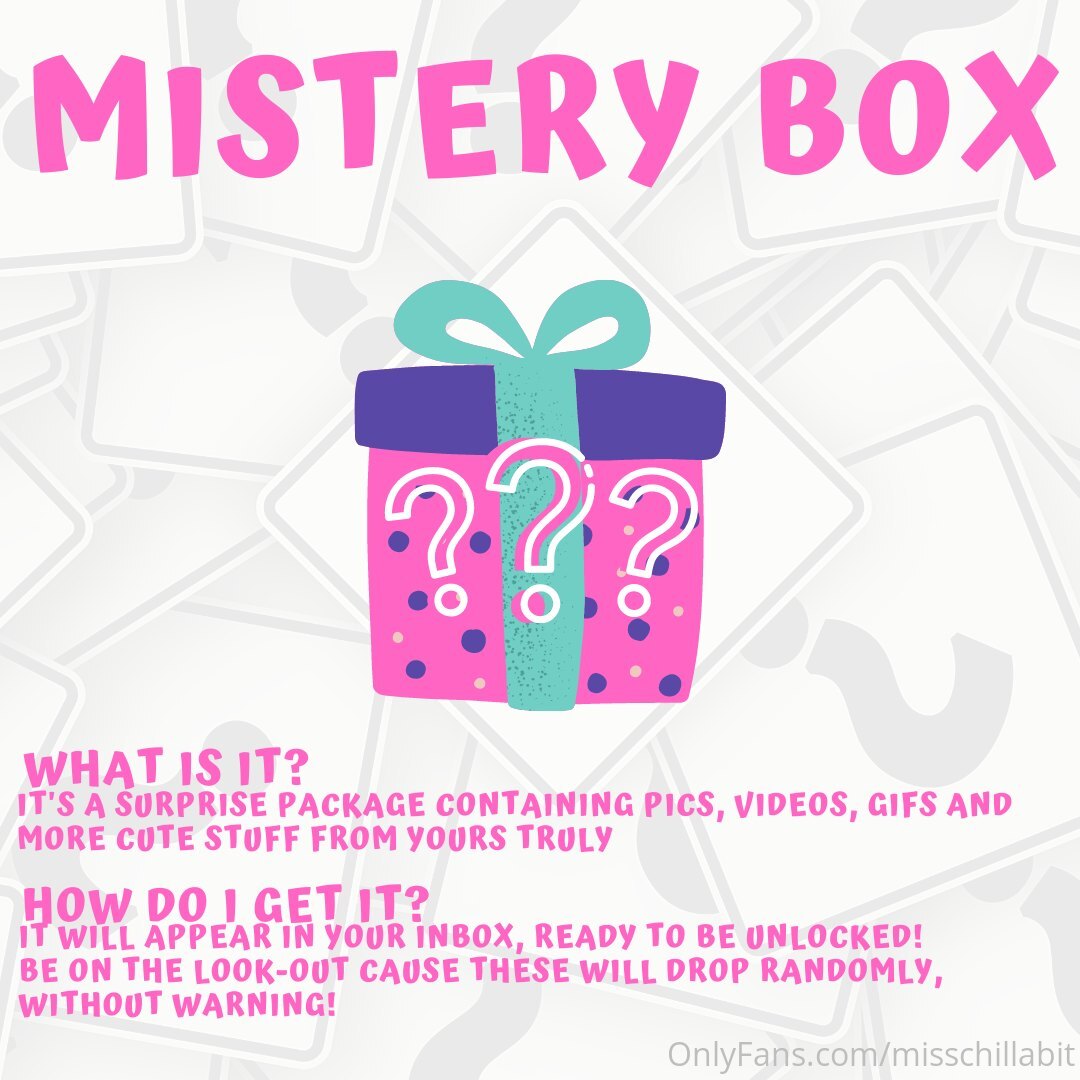 MISTERY BOX
???
WHAT IS IT?
IT'S A SURPRISE PACKAGE CONTAINING PICS, VIDEOS, GIFS AND
MORE CUTE STUFF FROM YOURS TRULY
HOW DO I GET IT?
IT WILL APPEAR IN YOUR INBOX, READY TO BE UNLOCKED!
BE ON THE LOOK-OUT CAUSE THESE WILL DROP RANDOMLY,
WITHOUT WARNING!
OnlyFans.com/misschillabit